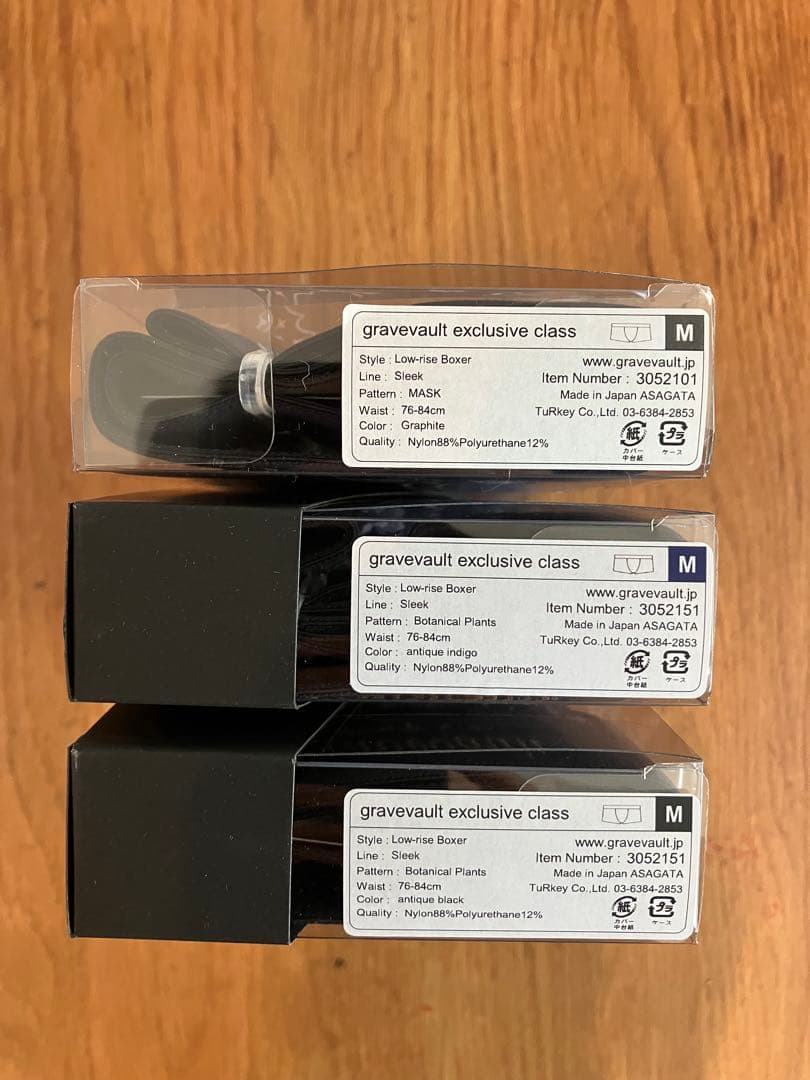 gravevault exclusive class M
Style : Low-rise Boxer
www.gravevault.jp
Line : Sleek
Item Number : 3052101
Pattern : MASK
Made in Japan ASAGATA
Waist : 76-84cm
TuRkey Co.,Ltd. 03-6384-2853
Color : Graphite
Quality : Nylon88%Polyurethane12%
紙
カバー
中台紙
プラ
ケース
gravevault exclusive class M
Style : Low-rise Boxer
www.gravevault.jp
Line : Sleek
Item Number : 3052151
Pattern : Botanical Plants
Made in Japan ASAGATA
Waist : 76-84cm
TuRkey Co.,Ltd. 03-6384-2853
Color : antique indigo
Quality : Nylon88%Polyurethane12%
紙
カバー
中台紙
プラ
ケース
gravevault exclusive class M
Style : Low-rise Boxer
www.gravevault.jp
Line : Sleek
Item Number : 3052151
Pattern : Botanical Plants
Made in Japan ASAGATA
Waist : 76-84cm
TuRkey Co.,Ltd. 03-6384-2853
Color : antique black
Quality : Nylon88%Polyurethane12%
紙
カバー
中台紙
プラ
ケース